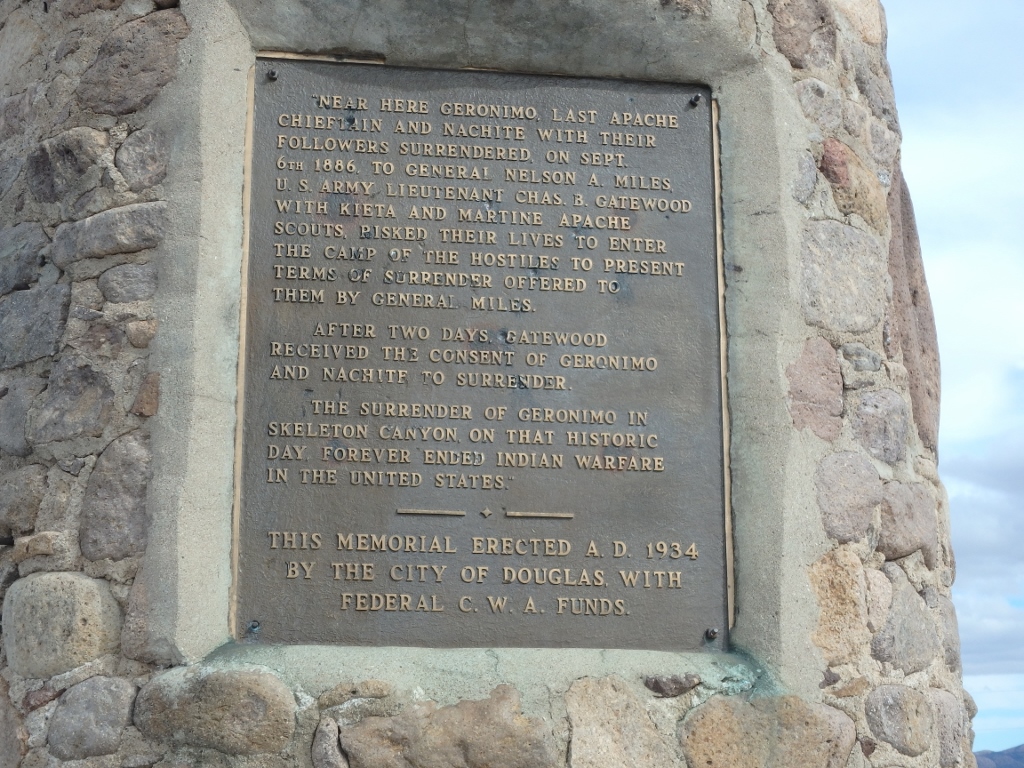 "NEAR HERE GERONIMO, LAST APACHE
CHIEFTAIN AND NACHITE WITH THEIR
FOLLOWERS SURRENDERED, ON SEPT.
6TH 1886, TO GENERAL NELSON A. MILES,
U. S. ARMY. LIEUTENANT CHAS. B. GATEWOOD
WITH KIETA AND MARTINE APACHE
SCOUTS, RISKED THEIR LIVES TO ENTER
THE CAMP OF THE HOSTILES TO PRESENT
TERMS OF SURRENDER OFFERED TO
THEM BY GENERAL MILES.
AFTER TWO DAYS, GATEWOOD
RECEIVED THE CONSENT OF GERONIMO
AND NACHITE TO SURRENDER.
THE SURRENDER OF GERONIMO IN
SKELETON CANYON, ON THAT HISTORIC
DAY, FOREVER ENDED INDIAN WARFARE
IN THE UNITED STATES."
THIS MEMORIAL ERECTED A. D. 1934
BY THE CITY OF DOUGLAS, WITH
FEDERAL C. W. A. FUNDS.